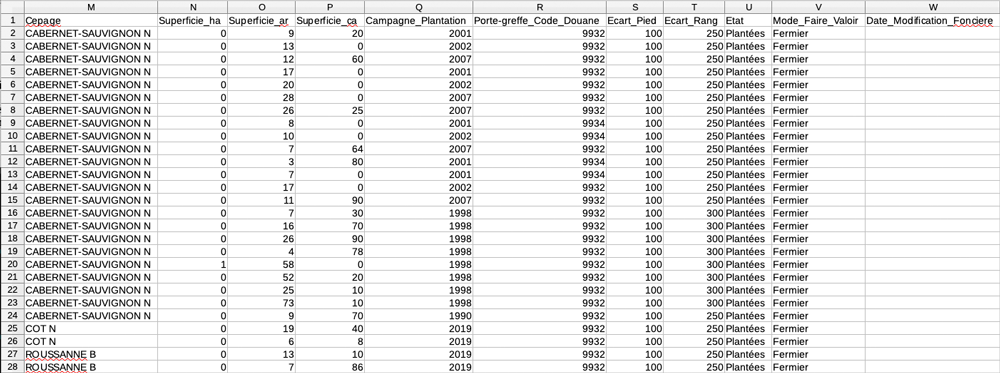 M N O P Q R S T U V W
1 Cepage Superficie_ha Superficie_ar Superficie_ca Campagne_Plantation Porte-greffe_Code_Douane Ecart_Pied Ecart_Rang Etat Mode_Faire_Valoir Date_Modification_Fonciere
2 CABERNET-SAUVIGNON N 0 9 20 2001 9932 100 250 Plantées Fermier
3 CABERNET-SAUVIGNON N 0 13 0 2002 9932 100 250 Plantées Fermier
4 CABERNET-SAUVIGNON N 0 12 60 2007 9932 100 250 Plantées Fermier
5 CABERNET-SAUVIGNON N 0 17 0 2001 9932 100 250 Plantées Fermier
6 CABERNET-SAUVIGNON N 0 20 0 2002 9932 100 250 Plantées Fermier
7 CABERNET-SAUVIGNON N 0 28 0 2007 9932 100 250 Plantées Fermier
8 CABERNET-SAUVIGNON N 0 26 25 2007 9932 100 250 Plantées Fermier
9 CABERNET-SAUVIGNON N 0 8 0 2001 9934 100 250 Plantées Fermier
10 CABERNET-SAUVIGNON N 0 10 0 2002 9934 100 250 Plantées Fermier
11 CABERNET-SAUVIGNON N 0 7 64 2007 9932 100 250 Plantées Fermier
12 CABERNET-SAUVIGNON N 0 3 80 2001 9934 100 250 Plantées Fermier
13 CABERNET-SAUVIGNON N 0 7 0 2001 9934 100 250 Plantées Fermier
14 CABERNET-SAUVIGNON N 0 17 0 2002 9932 100 250 Plantées Fermier
15 CABERNET-SAUVIGNON N 0 11 90 2007 9932 100 250 Plantées Fermier
16 CABERNET-SAUVIGNON N 0 7 30 1998 9932 100 300 Plantées Fermier
17 CABERNET-SAUVIGNON N 0 16 70 1998 9932 100 300 Plantées Fermier
18 CABERNET-SAUVIGNON N 0 26 90 1998 9932 100 300 Plantées Fermier
19 CABERNET-SAUVIGNON N 0 4 78 1998 9932 100 300 Plantées Fermier
20 CABERNET-SAUVIGNON N 1 58 0 1998 9932 100 300 Plantées Fermier
21 CABERNET-SAUVIGNON N 0 52 20 1998 9932 100 300 Plantées Fermier
22 CABERNET-SAUVIGNON N 0 25 10 1998 9932 100 300 Plantées Fermier
23 CABERNET-SAUVIGNON N 0 73 10 1998 9932 100 300 Plantées Fermier
24 CABERNET-SAUVIGNON N 0 9 70 1990 9932 100 250 Plantées Fermier
25 COT N 0 19 40 2019 9932 100 250 Plantées Fermier
26 COT N 0 6 8 2019 9932 100 250 Plantées Fermier
27 ROUSSANNE B 0 13 10 2019 9932 100 250 Plantées Fermier
28 ROUSSANNE B 0 7 86 2019 9932 100 250 Plantées Fermier